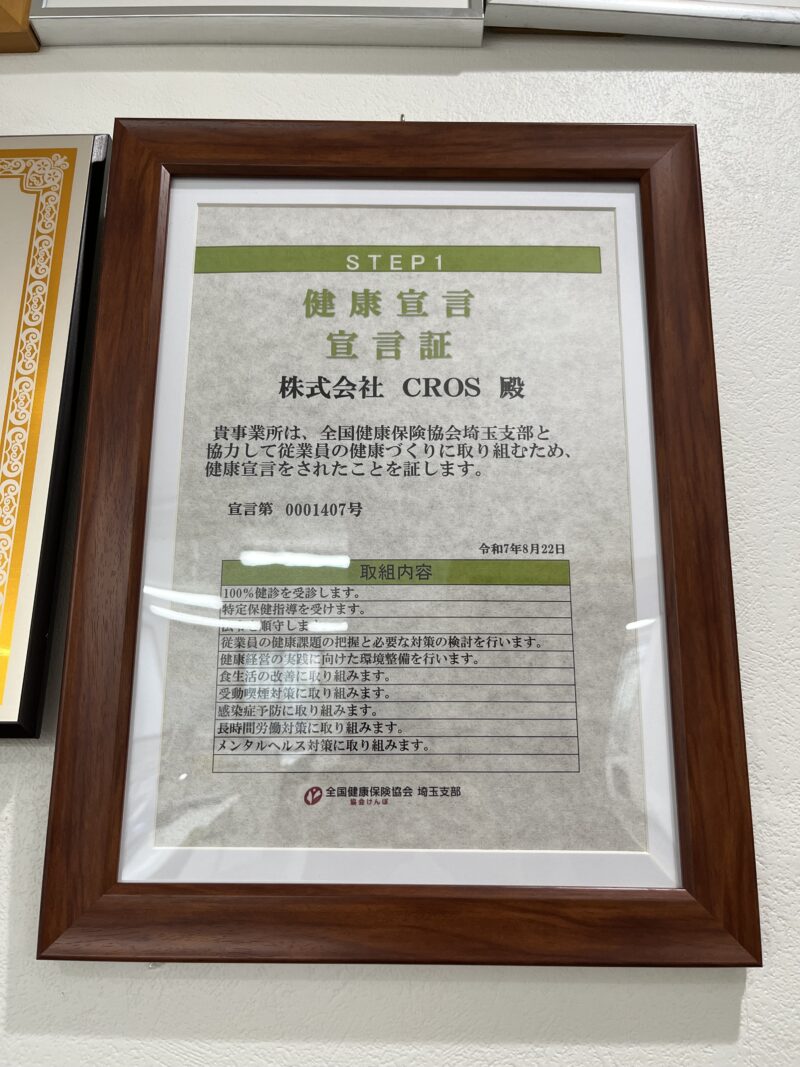 STEP1
健康宣言
宣言証
株式会社 CROS 殿
貴事業所は、全国健康保険協会埼玉支部と
協力して従業員の健康づくりに取り組むため、
健康宣言をされたことを証します。
宣言第 0001407号
令和7年8月22日
取組内容
100%健診を受診します。
特定保健指導を受けます。
を順守しま
従業員の健康課題の把握と必要な対策の検討を行います。
健康経営の実践に向けた環境整備を行います。
食生活の改善に取り組みます。
受動喫煙対策に取り組みます。
感染症予防に取り組みます。
長時間労働対策に取り組みます。
メンタルヘルス対策に取り組みます。
全国健康保険協会 埼玉支部
協会けんぽ